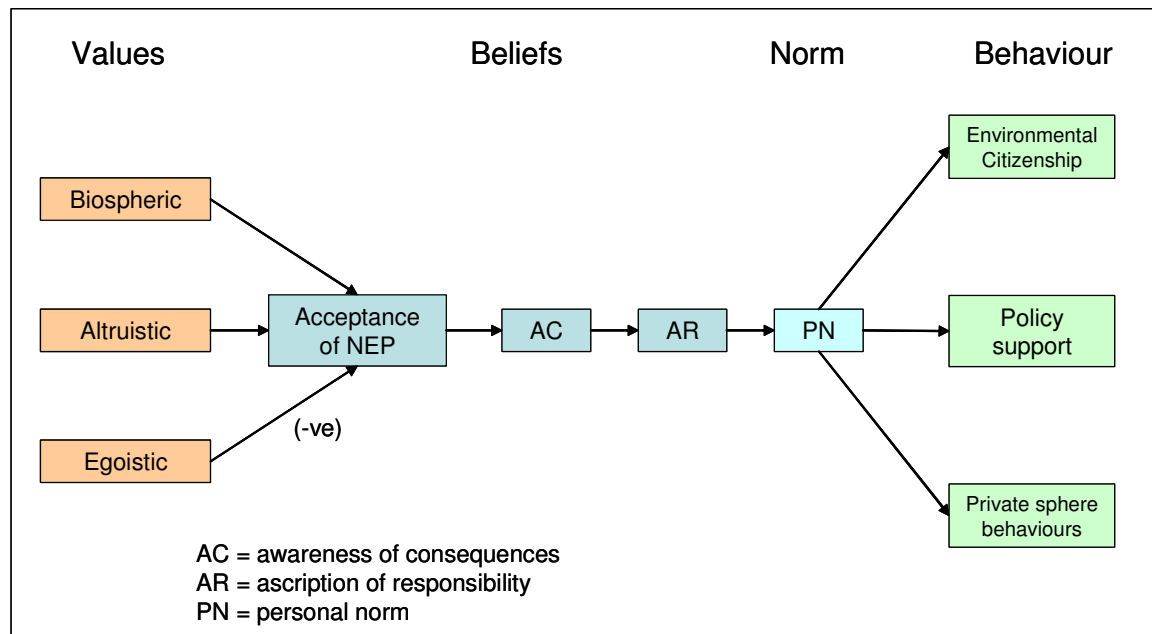 Values
Beliefs
Norm
Behaviour
Environmental
Citizenship
Biospheric
Altruistic
Acceptance
of NEP
AC
AR
PN
Policy
support
(-ve)
Egoistic
Private sphere
behaviours
AC = awareness of consequences
AR = ascription of responsibility
PN = personal norm